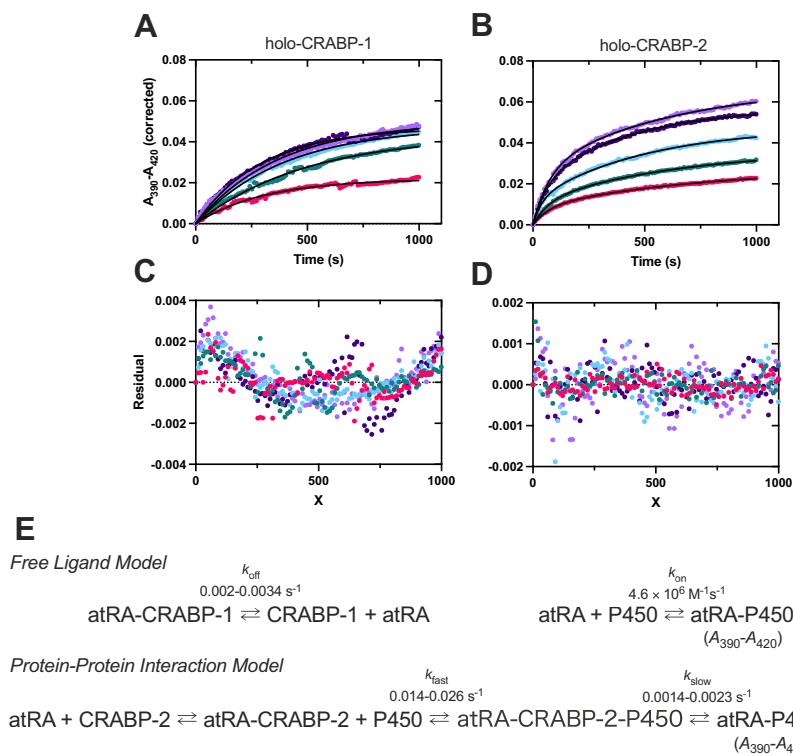 A
holo-CRABP-1
B
holo-CRABP-2
A390-A420 (corrected)
0.08
0.06
0.04
0.02
0.00
0
500
1000
Time (s)
0.08
0.06
0.04
0.02
0.00
0
500
1000
Time (s)
C
D
Residual
0.004
0.002
0.000
-0.002
-0.004
0
500
1000
X
0.002
0.001
0.000
-0.001
-0.002
0
500
1000
X
E
Free Ligand Model
koff
0.002-0.0034 s⁻¹
atRA-CRABP-1 ⇌ CRABP-1 + atRA
kon
4.6 × 10⁶ M⁻¹s⁻¹
atRA + P450 ⇌ atRA-P450
(A390-A420)
Protein-Protein Interaction Model
kfast
0.014-0.026 s⁻¹
kslow
0.0014-0.0023 s⁻¹
atRA + CRABP-2 ⇌ atRA-CRABP-2 + P450 ⇌ atRA-CRABP-2-P450 ⇌ atRA-P4
(A390-A4